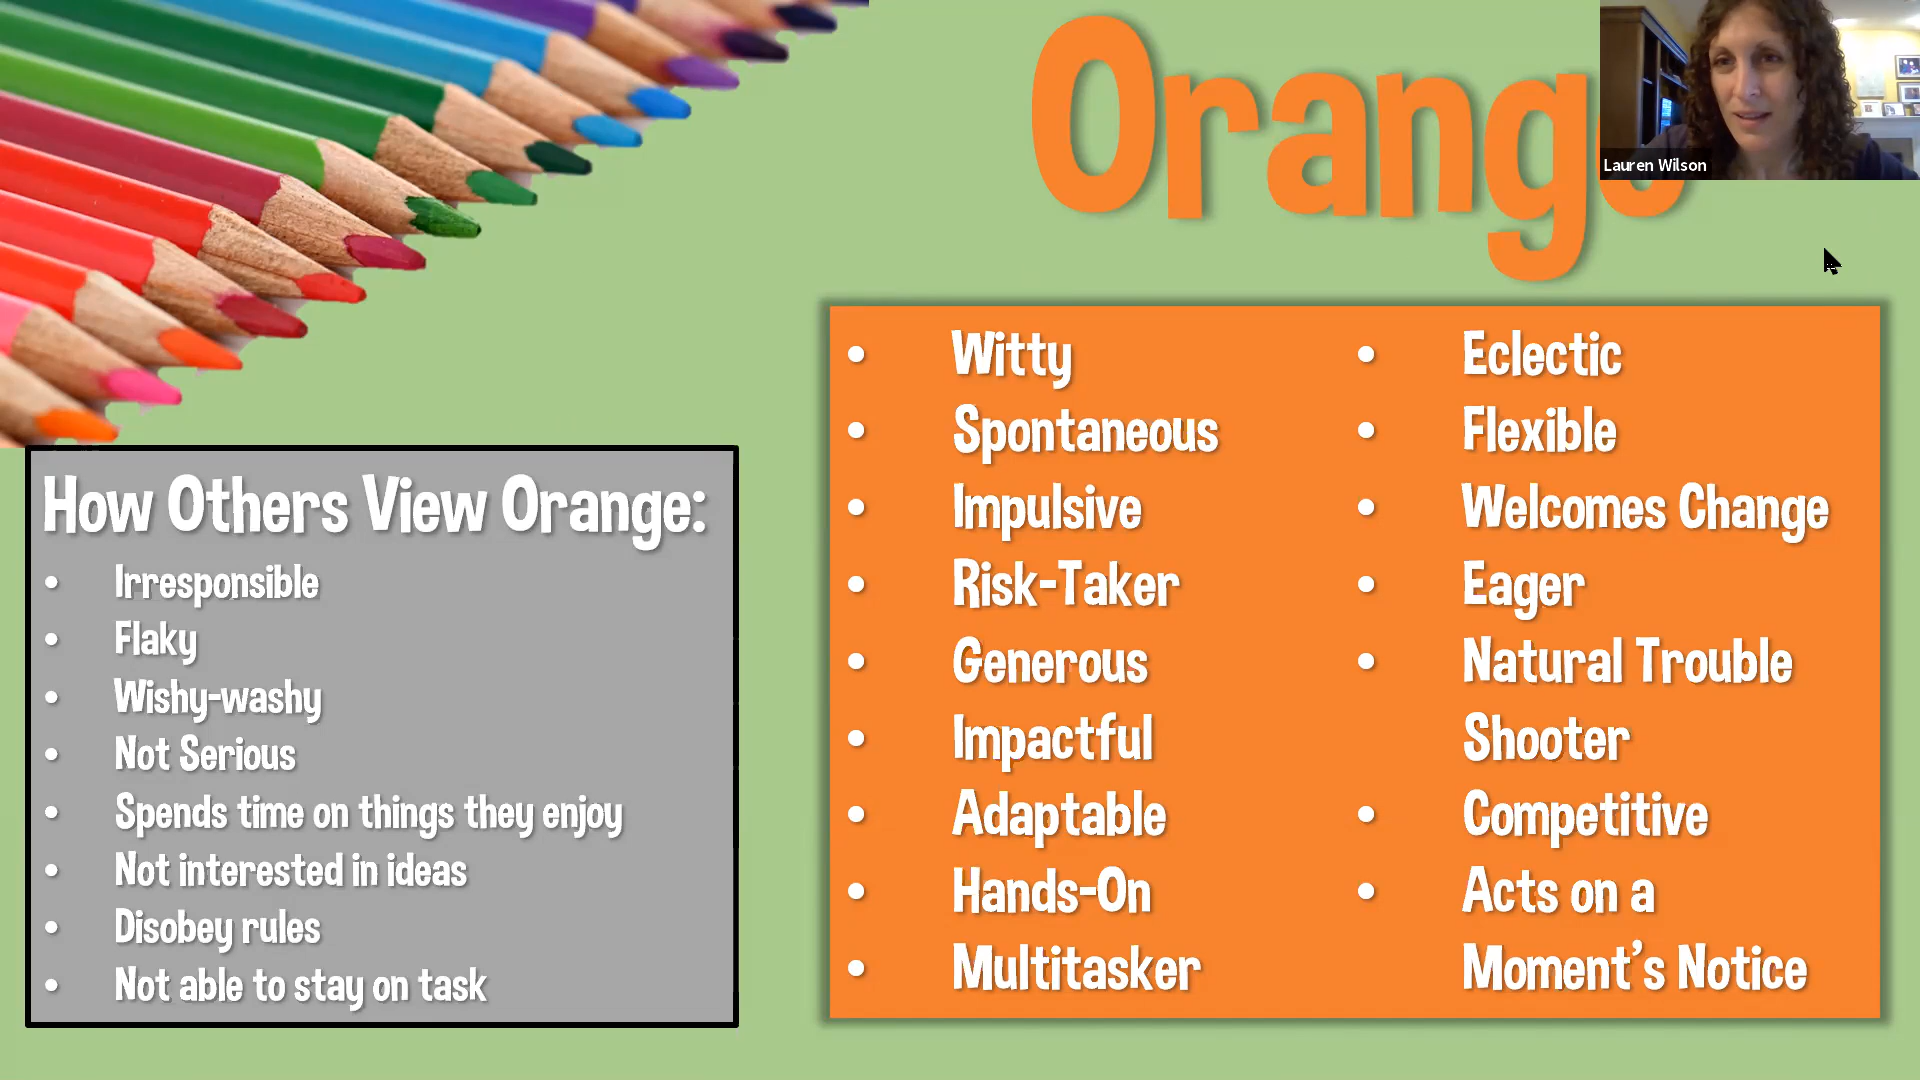 Orange
Lauren Wilson
How Others View Orange:
• Irresponsible
• Flaky
• Wishy-washy
• Not Serious
• Spends time on things they enjoy
• Not interested in ideas
• Disobey rules
• Not able to stay on task
• Witty
• Spontaneous
• Impulsive
• Risk-Taker
• Generous
• Impactful
• Adaptable
• Hands-On
• Multitasker
• Eclectic
• Flexible
• Welcomes Change
• Eager
• Natural Trouble
Shooter
• Competitive
• Acts on a
Moment's Notice